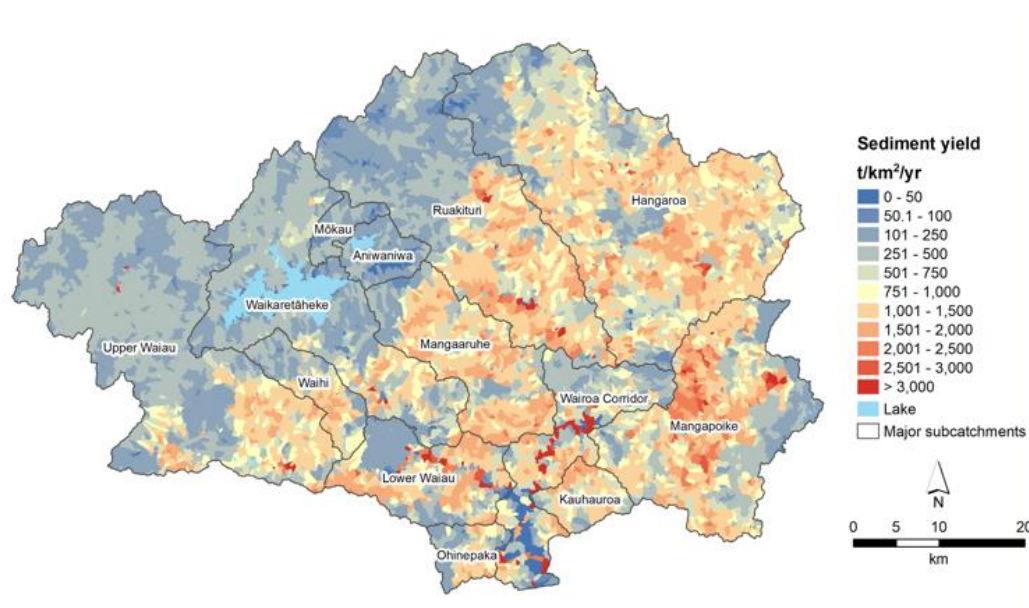 Ruakituri
Hangaroa
Mōkau
Aniwaniwa
Waikaretāheke
Upper Waiau
Mangaaruhe
Waihi
Wairoa Corridor
Mangapoike
Lower Waiau
Kauhauroa
Ohinepaka
Sediment yield
t/km²/yr
0 - 50
50.1 - 100
101 - 250
251 - 500
501 - 750
751 - 1,000
1,001 - 1,500
1,501 - 2,000
2,001 - 2,500
2,501 - 3,000
> 3,000
Lake
Major subcatchments
N
0 5 10 20
km